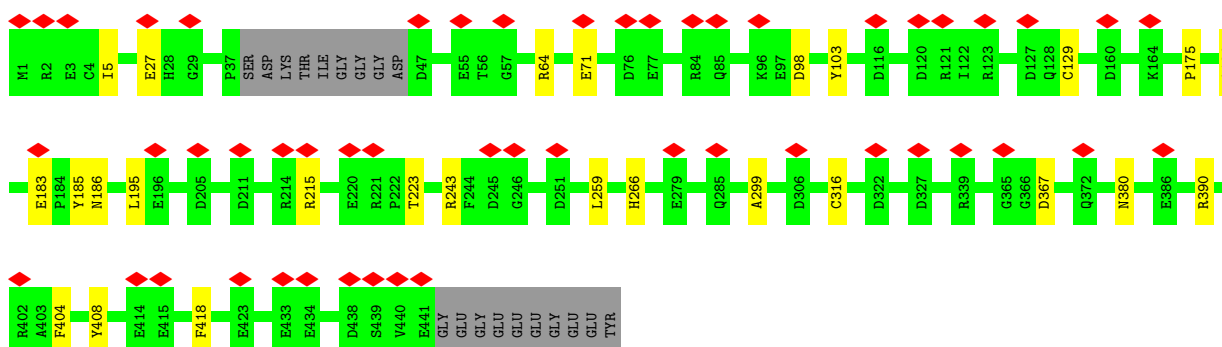 M1 R2 E3 C4 I5 E27 H28 G29 P37 SER ASP LYS THR ILE GLY GLY GLY ASP D47 E55 T56 G57 R64 E71 D76 E77 R84 Q85 K96 E97 D98 Y103 D116 D120 R121 I122 R123 D127 Q128 C129 D160 K164 P175
E183 P184 Y185 N186 L195 E196 D205 D211 R214 R215 E220 R221 P222 T223 R243 F244 D245 G246 D251 L259 H266 E279 Q285 A299 D306 C316 D322 D327 R339 G365 G366 D367 Q372 N380 E386 R390
R402 A403 F404 Y408 E414 E415 F418 E423 E433 E434 D438 S439 V440 E441 GLY GLU GLY GLU GLU GLU GLY GLU GLU TYR